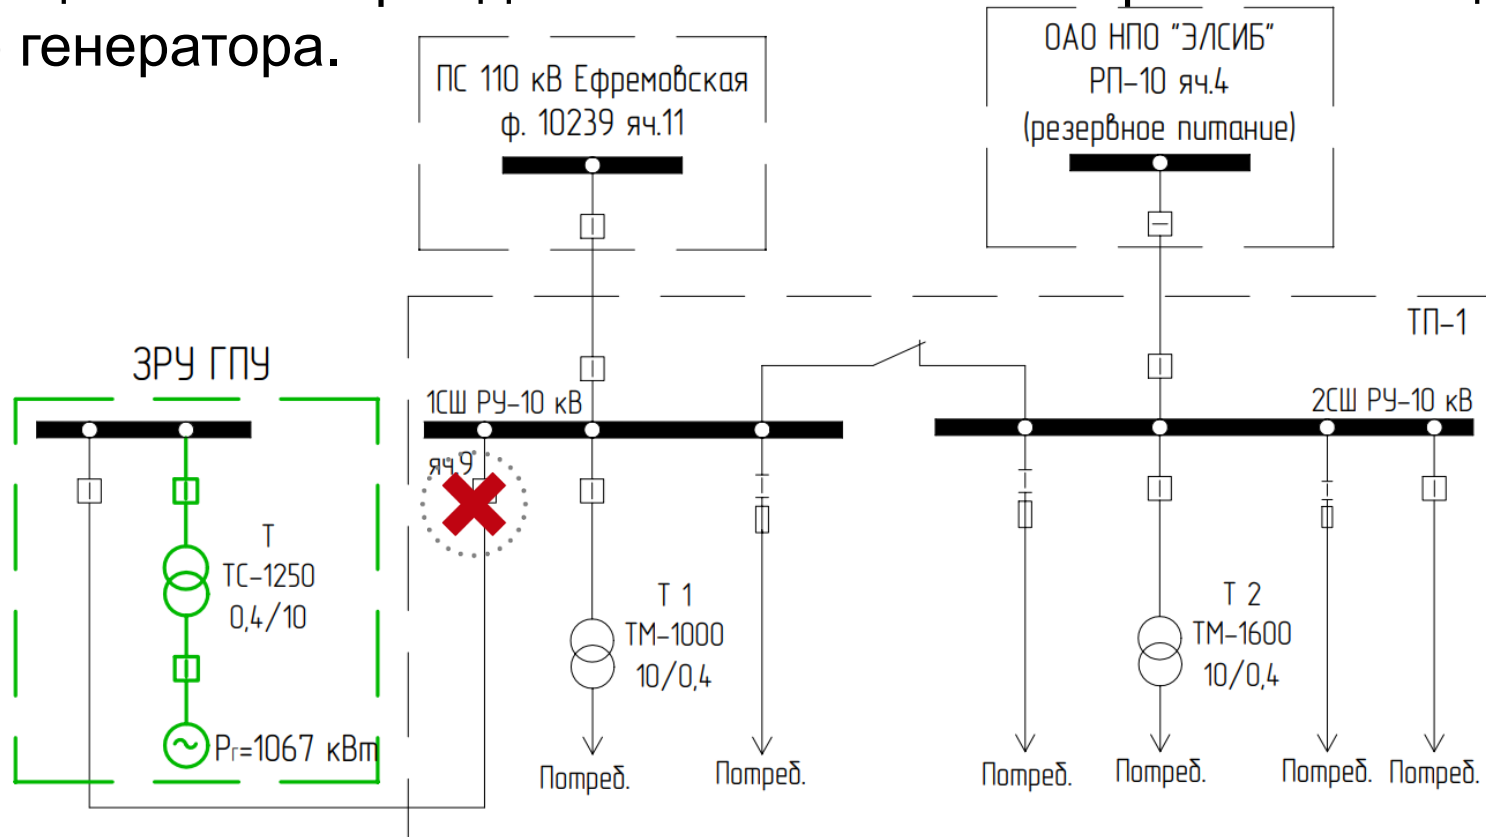 генератора.
ПС 110 кВ Ефремовская
ф. 10239 яч.11
ОАО НПО "ЭЛСИБ"
РП-10 яч.4
(резервное питание)
ТП-1
ЗРУ ГПУ
1СШ РУ-10 кВ
2СШ РУ-10 кВ
яч.9
Т
ТС-1250
0,4/10
Т 1
ТМ-1000
10/0,4
Т 2
ТМ-1600
10/0,4
Рг=1067 кВт
Потреб.
Потреб.
Потреб.
Потреб.
Потреб.
Потреб.